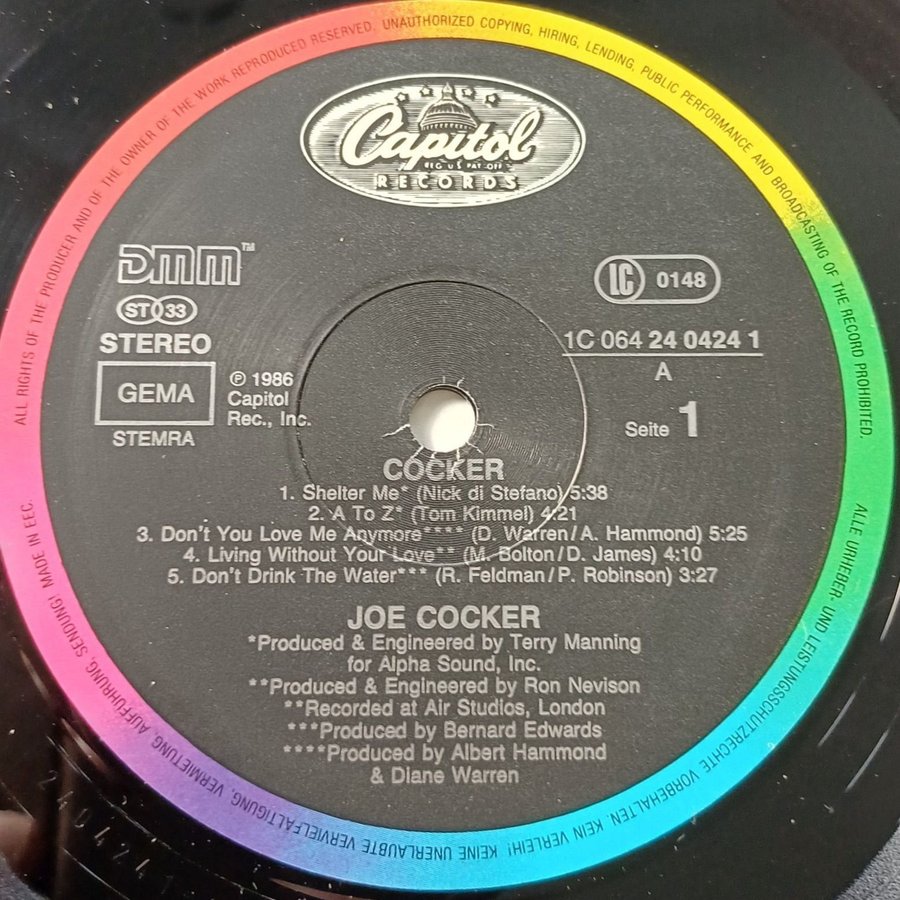 ALL RIGHTS OF THE PRODUCER AND OF THE OWNER OF THE WORK REPRODUCED RESERVED. UNAUTHORIZED COPYING, HIRING, LENDING, PUBLIC PERFORMANCE AND BROADCASTING OF THE RECORD PROHIBITED.
Capitol
REG U.S PAT OFF
RECORDS
DMM™
ST 33
STEREO
GEMA
STEMRA
℗ 1986
Capitol
Rec., Inc.
LC 0148
1C 064 24 0424 1
A
Seite 1
COCKER
1. Shelter Me* (Nick di Stefano) 5:38
2. A To Z* (Tom Kimmel) 4:21
3. Don't You Love Me Anymore**** (D. Warren/A. Hammond) 5:25
4. Living Without Your Love** (M. Bolton/D. James) 4:10
5. Don't Drink The Water*** (R. Feldman/P. Robinson) 3:27
JOE COCKER
*Produced & Engineered by Terry Manning
for Alpha Sound, Inc.
**Produced & Engineered by Ron Nevison
**Recorded at Air Studios, London
***Produced by Bernard Edwards
****Produced by Albert Hammond
& Diane Warren
ALLE URHEBER- UND LEISTUNGSSCHUTZRECHTE VORBEHALTEN. KEIN VERLEIH! KEINE UNERLAUBTE VERVIELFÄLTIGUNG, VERMIETUNG, AUFFÜHRUNG, SENDUNG! MADE IN EEC.